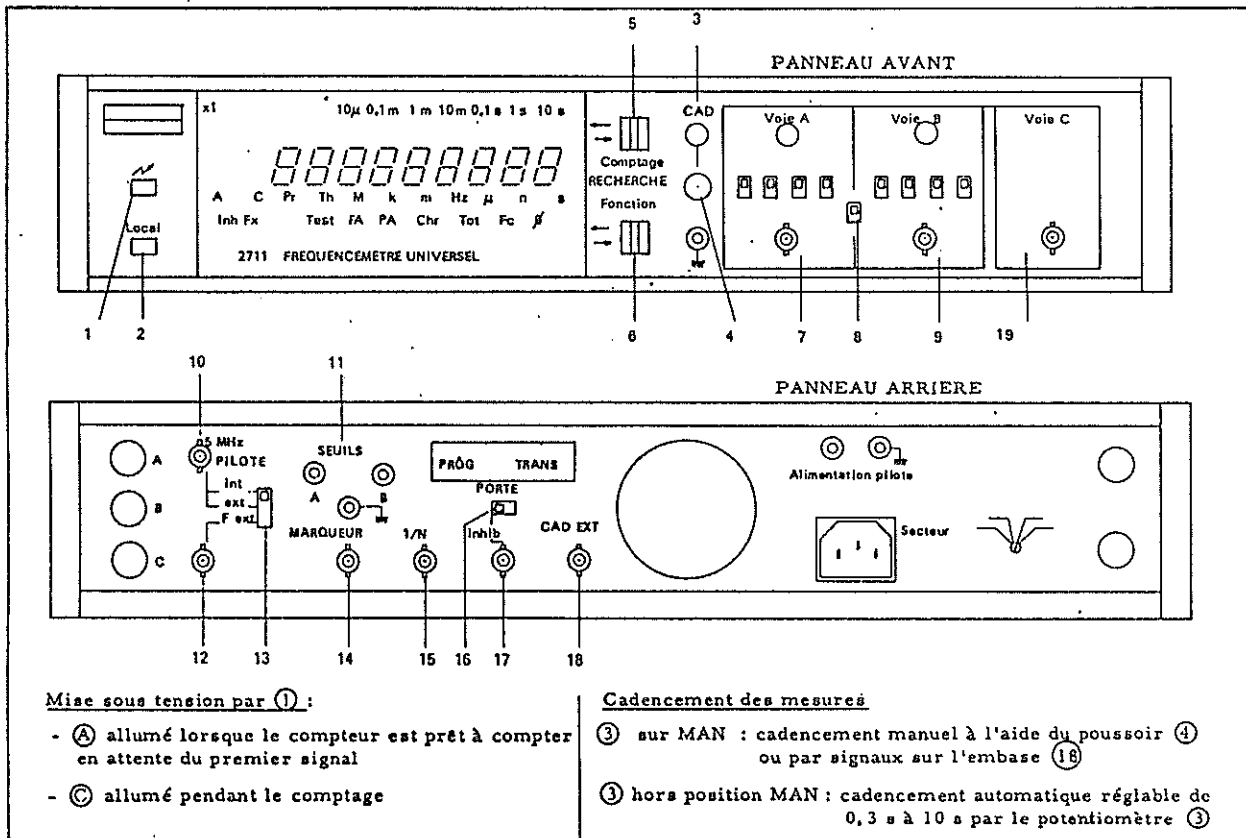 5 3
PANNEAU AVANT
x1 10µ 0,1m 1m 10m 0,1s 1s 10s
CAD Voie A Voie B Voie C
Comptage
RECHERCHE
A C Pr Th M k m Hz µ n s
Fonction
Inh Fx Test FA PA Chr Tot Fc ø
Local
2711 FREQUENCEMETRE UNIVERSEL
1 2 6 4 7 8 9 19
10 11
PANNEAU ARRIERE
5 MHz
PILOTE
SEUILS
A
Int
PRÔG TRANS
Alimentation pilote
B
ext
A B
PORTE
F ext
MARQUEUR 1/N Inhib CAD EXT
Secteur
C
12 13 14 15 16 17 18
Mise sous tension par ① :
- Ⓐ allumé lorsque le compteur est prêt à compter
en attente du premier signal
- Ⓒ allumé pendant le comptage
Cadencement des mesures
③ sur MAN : cadencement manuel à l'aide du poussoir ④
ou par signaux sur l'embase ⑱
③ hors position MAN : cadencement automatique réglable de
0,3 s à 10 s par le potentiomètre ③